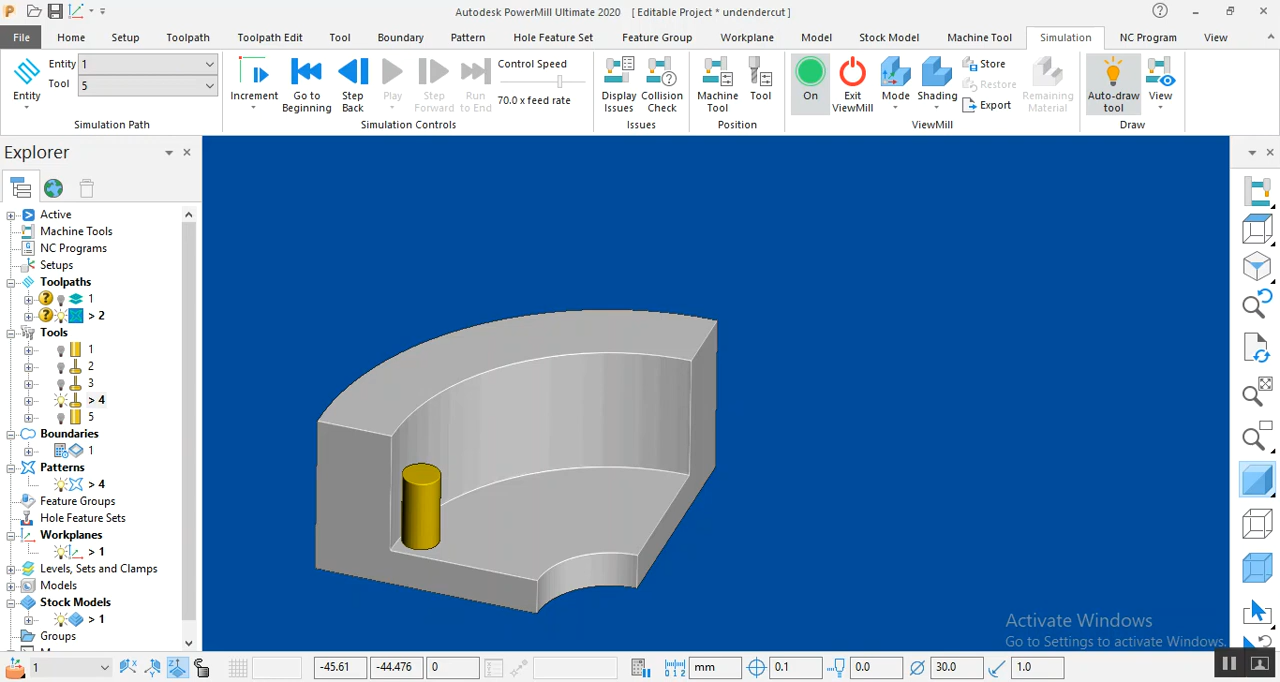 Autodesk PowerMill Ultimate 2020 [ Editable Project * undendercut ]
File Home Setup Toolpath Toolpath Edit Tool Boundary Pattern Hole Feature Set Feature Group Workplane Model Stock Model Machine Tool Simulation NC Program View
Entity 1
Tool 5
Entity
Simulation Path
Increment
Go to Beginning
Step Back
Play
Step Forward
Run to End
Control Speed
70.0 x feed rate
Simulation Controls
Display Issues
Collision Check
Issues
Machine Tool
Tool
Position
On
Exit ViewMill
Mode
Shading
Store
Restore
Export
Remaining Material
ViewMill
Auto-draw tool
View
Draw
Explorer
Active
Machine Tools
NC Programs
Setups
Toolpaths
1
> 2
Tools
1
2
3
> 4
5
Boundaries
1
Patterns
> 4
Feature Groups
Hole Feature Sets
Workplanes
> 1
Levels, Sets and Clamps
Models
Stock Models
> 1
Groups
Activate Windows
Go to Settings to activate Windows.
1 -45.61 -44.476 0 mm 0.1 0.0 30.0 1.0